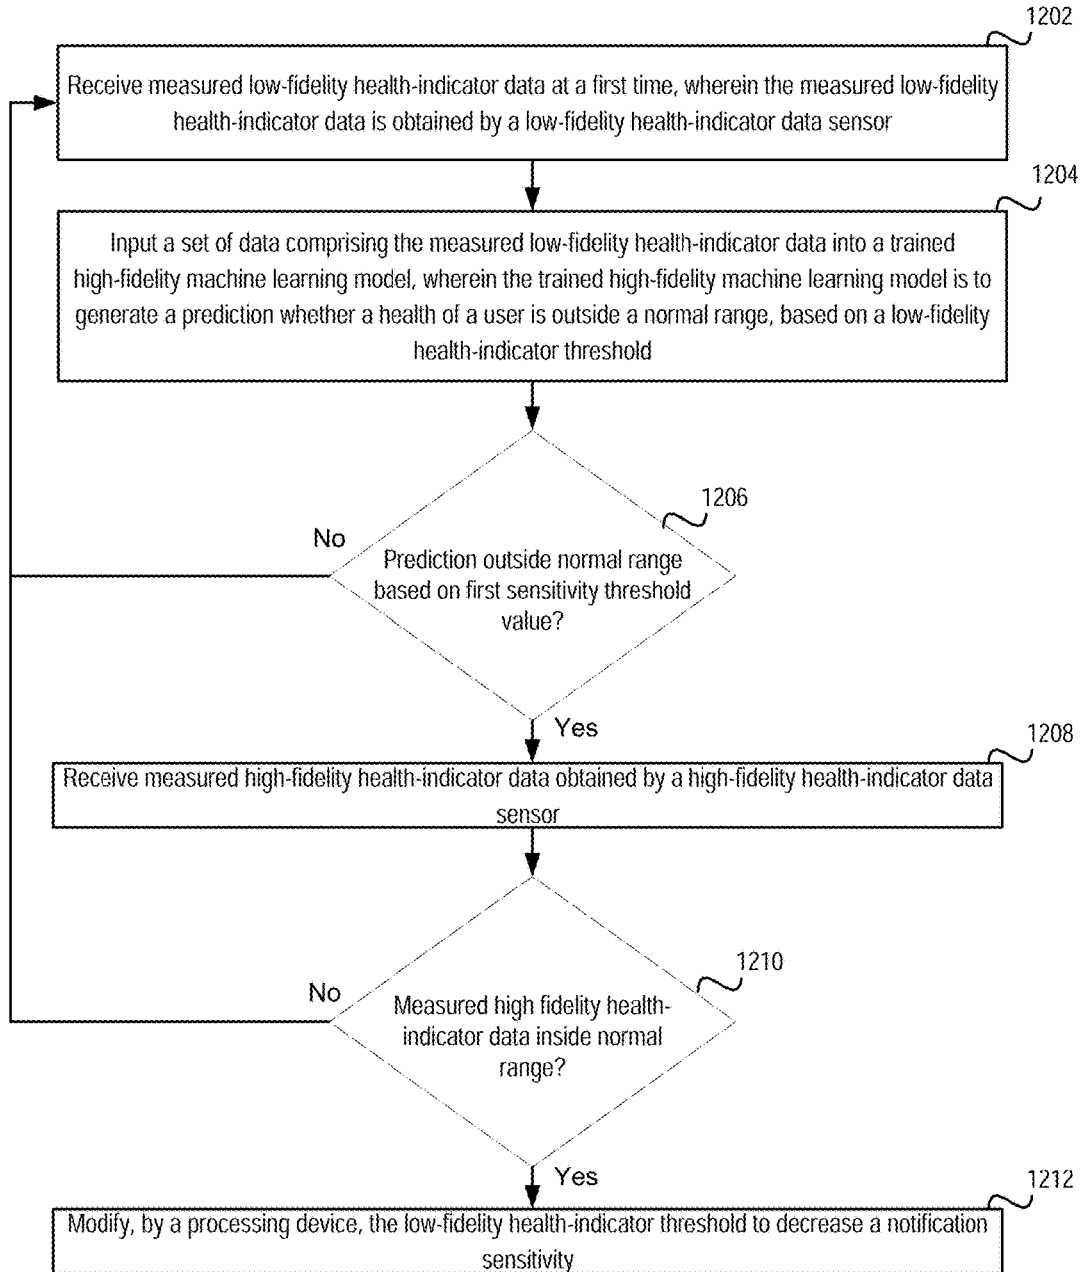 1202
Receive measured low-fidelity health-indicator data at a first time, wherein the measured low-fidelity
health-indicator data is obtained by a low-fidelity health-indicator data sensor
1204
Input a set of data comprising the measured low-fidelity health-indicator data into a trained
high-fidelity machine learning model, wherein the trained high-fidelity machine learning model is to
generate a prediction whether a health of a user is outside a normal range, based on a low-fidelity
health-indicator threshold
1206
No
Prediction outside normal range
based on first sensitivity threshold
value?
Yes
1208
Receive measured high-fidelity health-indicator data obtained by a high-fidelity health-indicator data
sensor
1210
No
Measured high fidelity health-
indicator data inside normal
range?
Yes
1212
Modify, by a processing device, the low-fidelity health-indicator threshold to decrease a notification
sensitivity